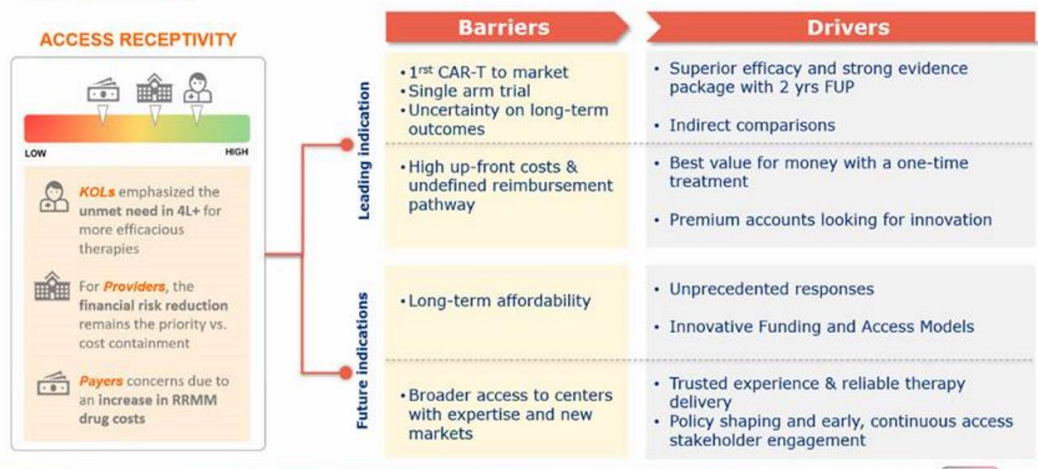 ACCESS RECEPTIVITY
LOW
HIGH
KOLs emphasized the
unmet need in 4L+ for
more efficacious
therapies
For Providers, the
financial risk reduction
remains the priority vs.
cost containment
Payers concerns due to
an increase in RRMM
drug costs
Barriers
Drivers
Leading indication
• 1rst CAR-T to market
• Single arm trial
• Uncertainty on long-term
outcomes
• Superior efficacy and strong evidence
package with 2 yrs FUP
• Indirect comparisons
• High up-front costs &
undefined reimbursement
pathway
• Best value for money with a one-time
treatment
• Premium accounts looking for innovation
Future indications
• Long-term affordability
• Unprecedented responses
• Innovative Funding and Access Models
• Broader access to centers
with expertise and new
markets
• Trusted experience & reliable therapy
delivery
• Policy shaping and early, continuous access
stakeholder engagement